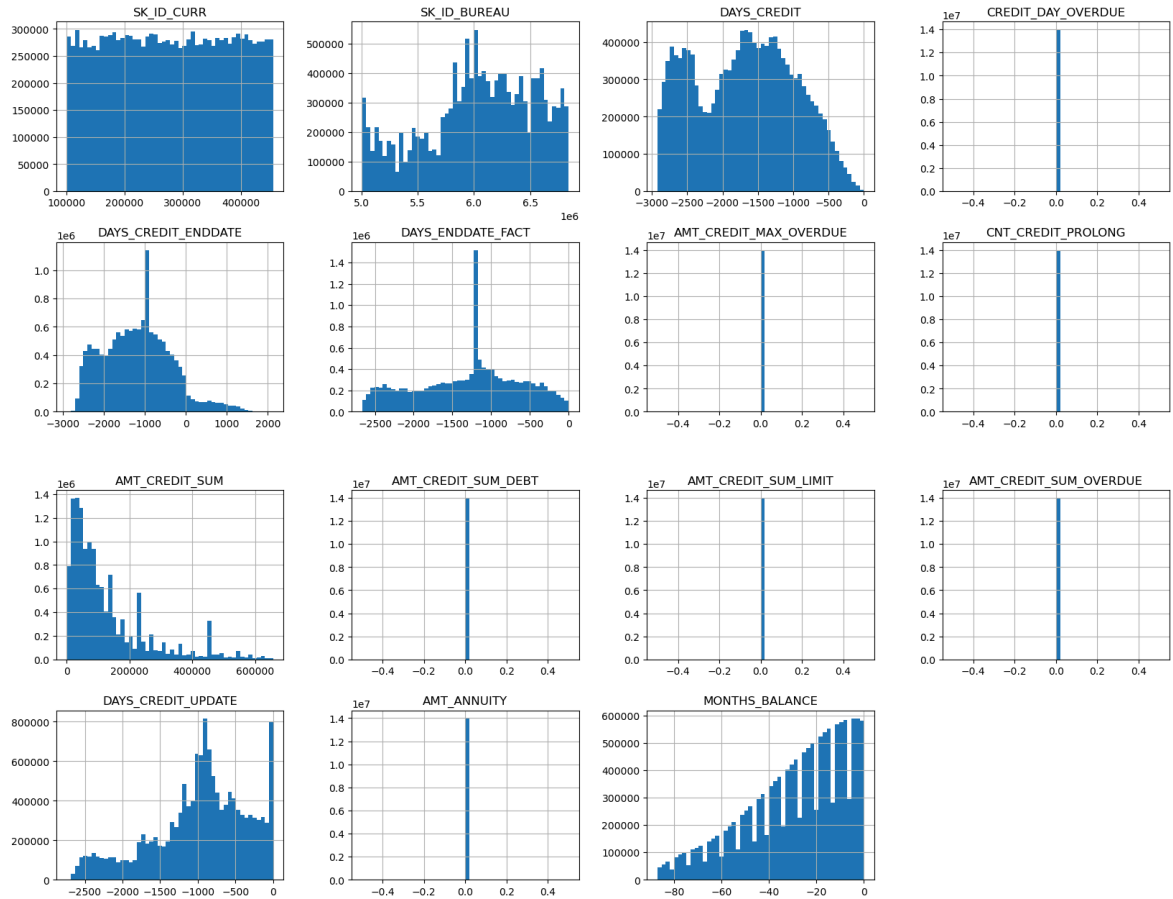 SK_ID_CURR
300000
250000
200000
150000
100000
50000
0
100000 200000 300000 400000
SK_ID_BUREAU
500000
400000
300000
200000
100000
0
5.0 5.5 6.0 6.5
1e6
DAYS_CREDIT
400000
300000
200000
100000
0
−3000 −2500 −2000 −1500 −1000 −500 0
CREDIT_DAY_OVERDUE
1e7
1.4
1.2
1.0
0.8
0.6
0.4
0.2
0.0
−0.4 −0.2 0.0 0.2 0.4
DAYS_CREDIT_ENDDATE
1e6
1.0
0.8
0.6
0.4
0.2
0.0
−3000 −2000 −1000 0 1000 2000
DAYS_ENDDATE_FACT
1e6
1.4
1.2
1.0
0.8
0.6
0.4
0.2
0.0
−2500 −2000 −1500 −1000 −500 0
AMT_CREDIT_MAX_OVERDUE
1e7
1.4
1.2
1.0
0.8
0.6
0.4
0.2
0.0
−0.4 −0.2 0.0 0.2 0.4
CNT_CREDIT_PROLONG
1e7
1.4
1.2
1.0
0.8
0.6
0.4
0.2
0.0
−0.4 −0.2 0.0 0.2 0.4
AMT_CREDIT_SUM
1e6
1.4
1.2
1.0
0.8
0.6
0.4
0.2
0.0
0 200000 400000 600000
AMT_CREDIT_SUM_DEBT
1e7
1.4
1.2
1.0
0.8
0.6
0.4
0.2
0.0
−0.4 −0.2 0.0 0.2 0.4
AMT_CREDIT_SUM_LIMIT
1e7
1.4
1.2
1.0
0.8
0.6
0.4
0.2
0.0
−0.4 −0.2 0.0 0.2 0.4
AMT_CREDIT_SUM_OVERDUE
1e7
1.4
1.2
1.0
0.8
0.6
0.4
0.2
0.0
−0.4 −0.2 0.0 0.2 0.4
DAYS_CREDIT_UPDATE
800000
600000
400000
200000
0
−2500 −2000 −1500 −1000 −500 0
AMT_ANNUITY
1e7
1.4
1.2
1.0
0.8
0.6
0.4
0.2
0.0
−0.4 −0.2 0.0 0.2 0.4
MONTHS_BALANCE
600000
500000
400000
300000
200000
100000
0
−80 −60 −40 −20 0